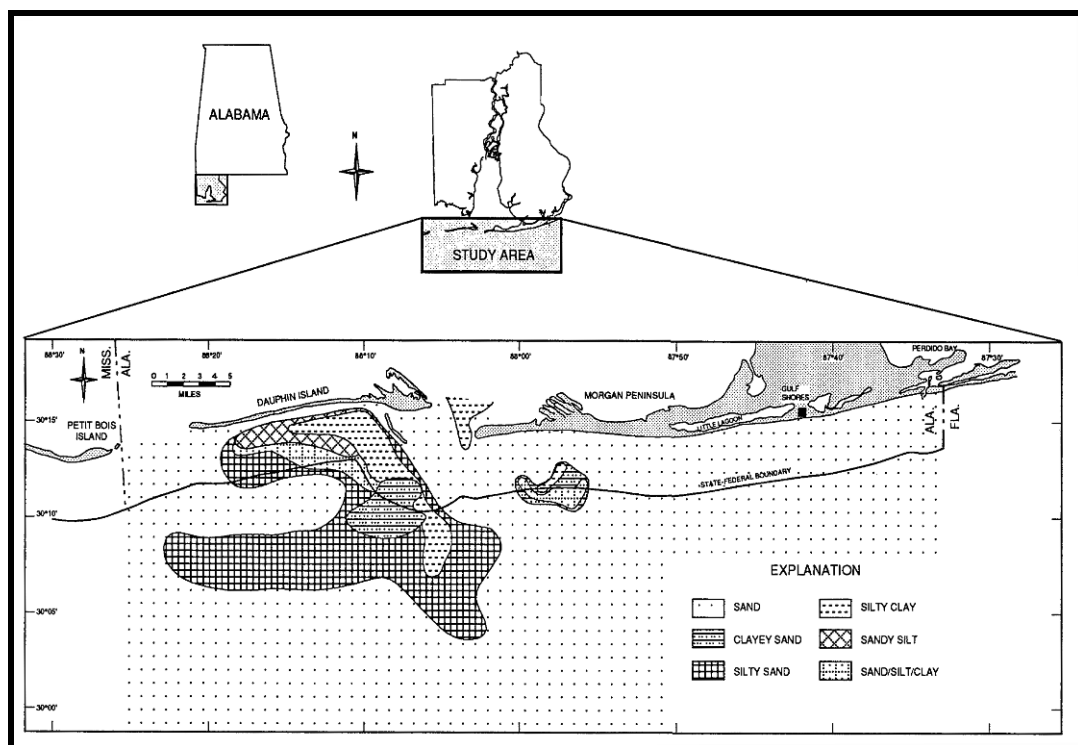 ALABAMA
N
STUDY AREA
88°30'
88°20'
88°10'
88°00'
87°50'
87°40'
87°30'
N
MISS.
ALA.
0 1 2 3 4 5
MILES
PERDIDO BAY
GULF
SHORES
MORGAN PENINSULA
DAUPHIN ISLAND
LITTLE LAGOON
30°15'
PETIT BOIS
ISLAND
ALA.
FLA.
STATE-FEDERAL BOUNDARY
30°10'
30°05'
30°00'
EXPLANATION
SAND
SILTY CLAY
CLAYEY SAND
SANDY SILT
SILTY SAND
SAND/SILT/CLAY